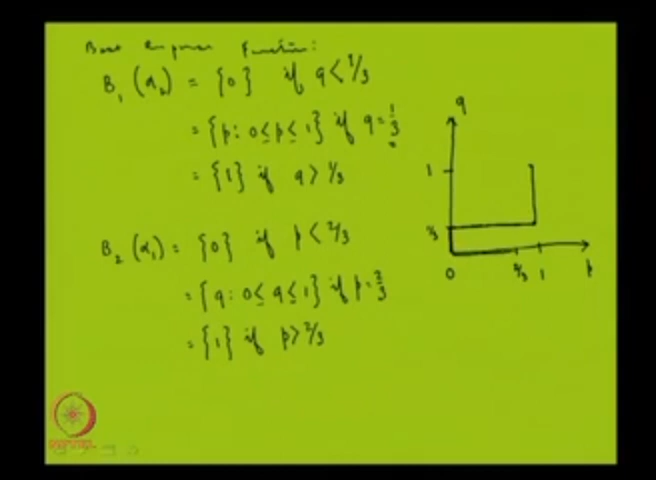 Best response Function:
B₁ (α₂) = {0} if q < 1/3
= {p : 0 ≤ p ≤ 1} if q = 1/3
= {1} if q > 1/3
B₂ (α₁) = {0} if p < 2/3
= {q : 0 ≤ q ≤ 1} if p = 2/3
= {1} if p > 2/3
q
1
1/3
0 2/3 1 p